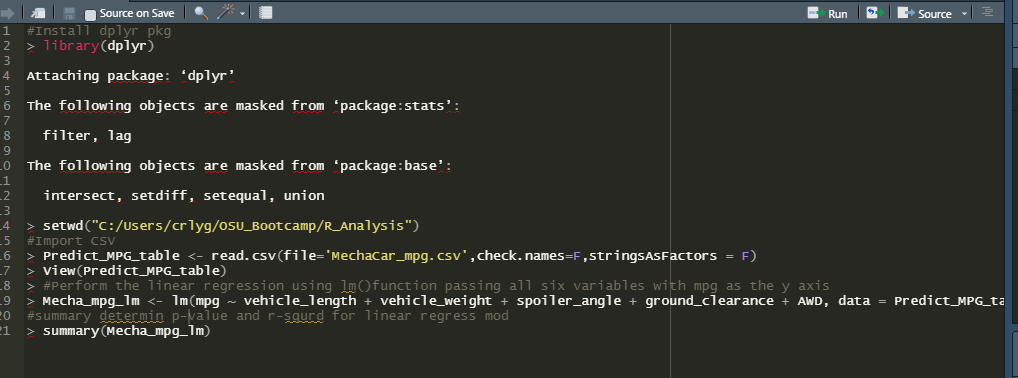 Source on Save Run Source
1 #Install dplyr pkg
2 > library(dplyr)
3
4 Attaching package: ‘dplyr’
5
6 The following objects are masked from ‘package:stats’:
7
8 filter, lag
9
10 The following objects are masked from ‘package:base’:
11
12 intersect, setdiff, setequal, union
13
14 > setwd("C:/Users/crlyg/OSU_Bootcamp/R_Analysis")
15 #Import CSV
16 > Predict_MPG_table <- read.csv(file='MechaCar_mpg.csv',check.names=F,stringsAsFactors = F)
17 > View(Predict_MPG_table)
18 > #Perform the linear regression using lm()function passing all six variables with mpg as the y axis
19 > Mecha_mpg_lm <- lm(mpg ~ vehicle_length + vehicle_weight + spoiler_angle + ground_clearance + AWD, data = Predict_MPG_ta
20 #summary determin p-value and r-squrd for linear regress mod
21 > summary(Mecha_mpg_lm)